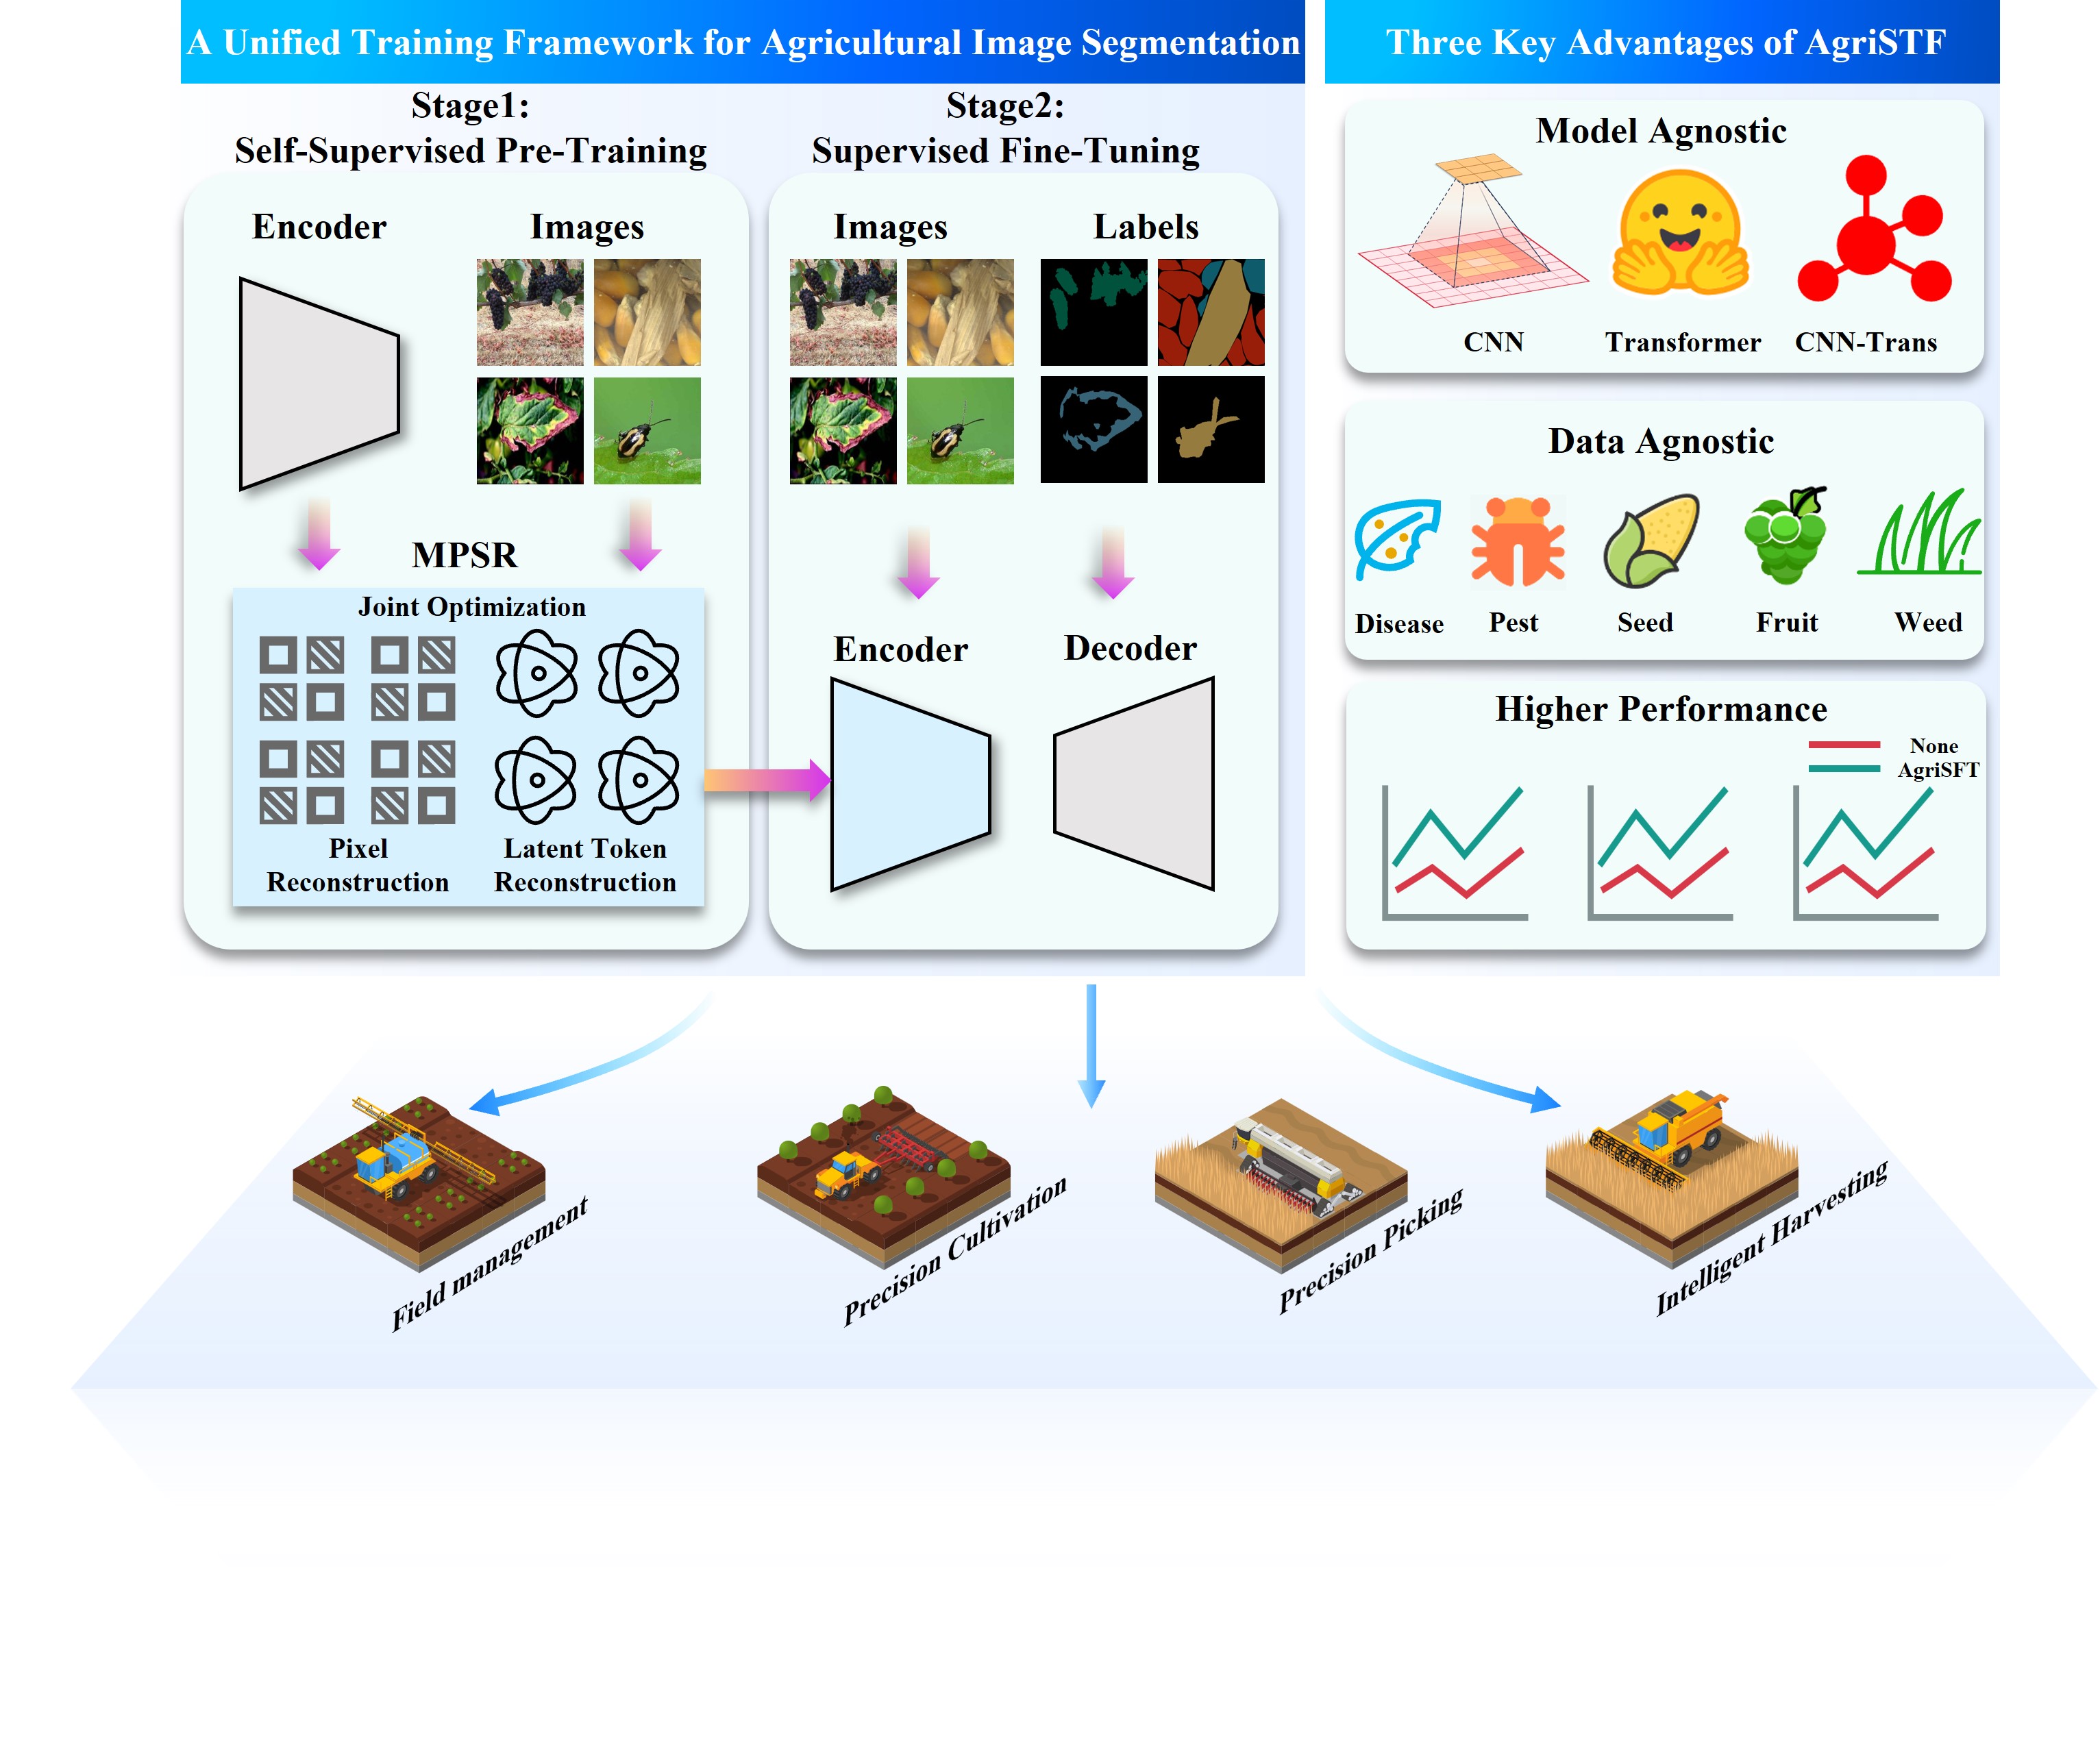 A Unified Training Framework for Agricultural Image Segmentation
Stage1:
Self-Supervised Pre-Training
Encoder
Images
MPSR
Joint Optimization
Pixel
Reconstruction
Latent Token
Reconstruction
Stage2:
Supervised Fine-Tuning
Images
Labels
Encoder
Decoder
Three Key Advantages of AgriSTF
Model Agnostic
CNN
Transformer
CNN-Trans
Data Agnostic
Disease
Pest
Seed
Fruit
Weed
Higher Performance
None
AgriSFT
Field management
Precision Cultivation
Precision Picking
Intelligent Harvesting